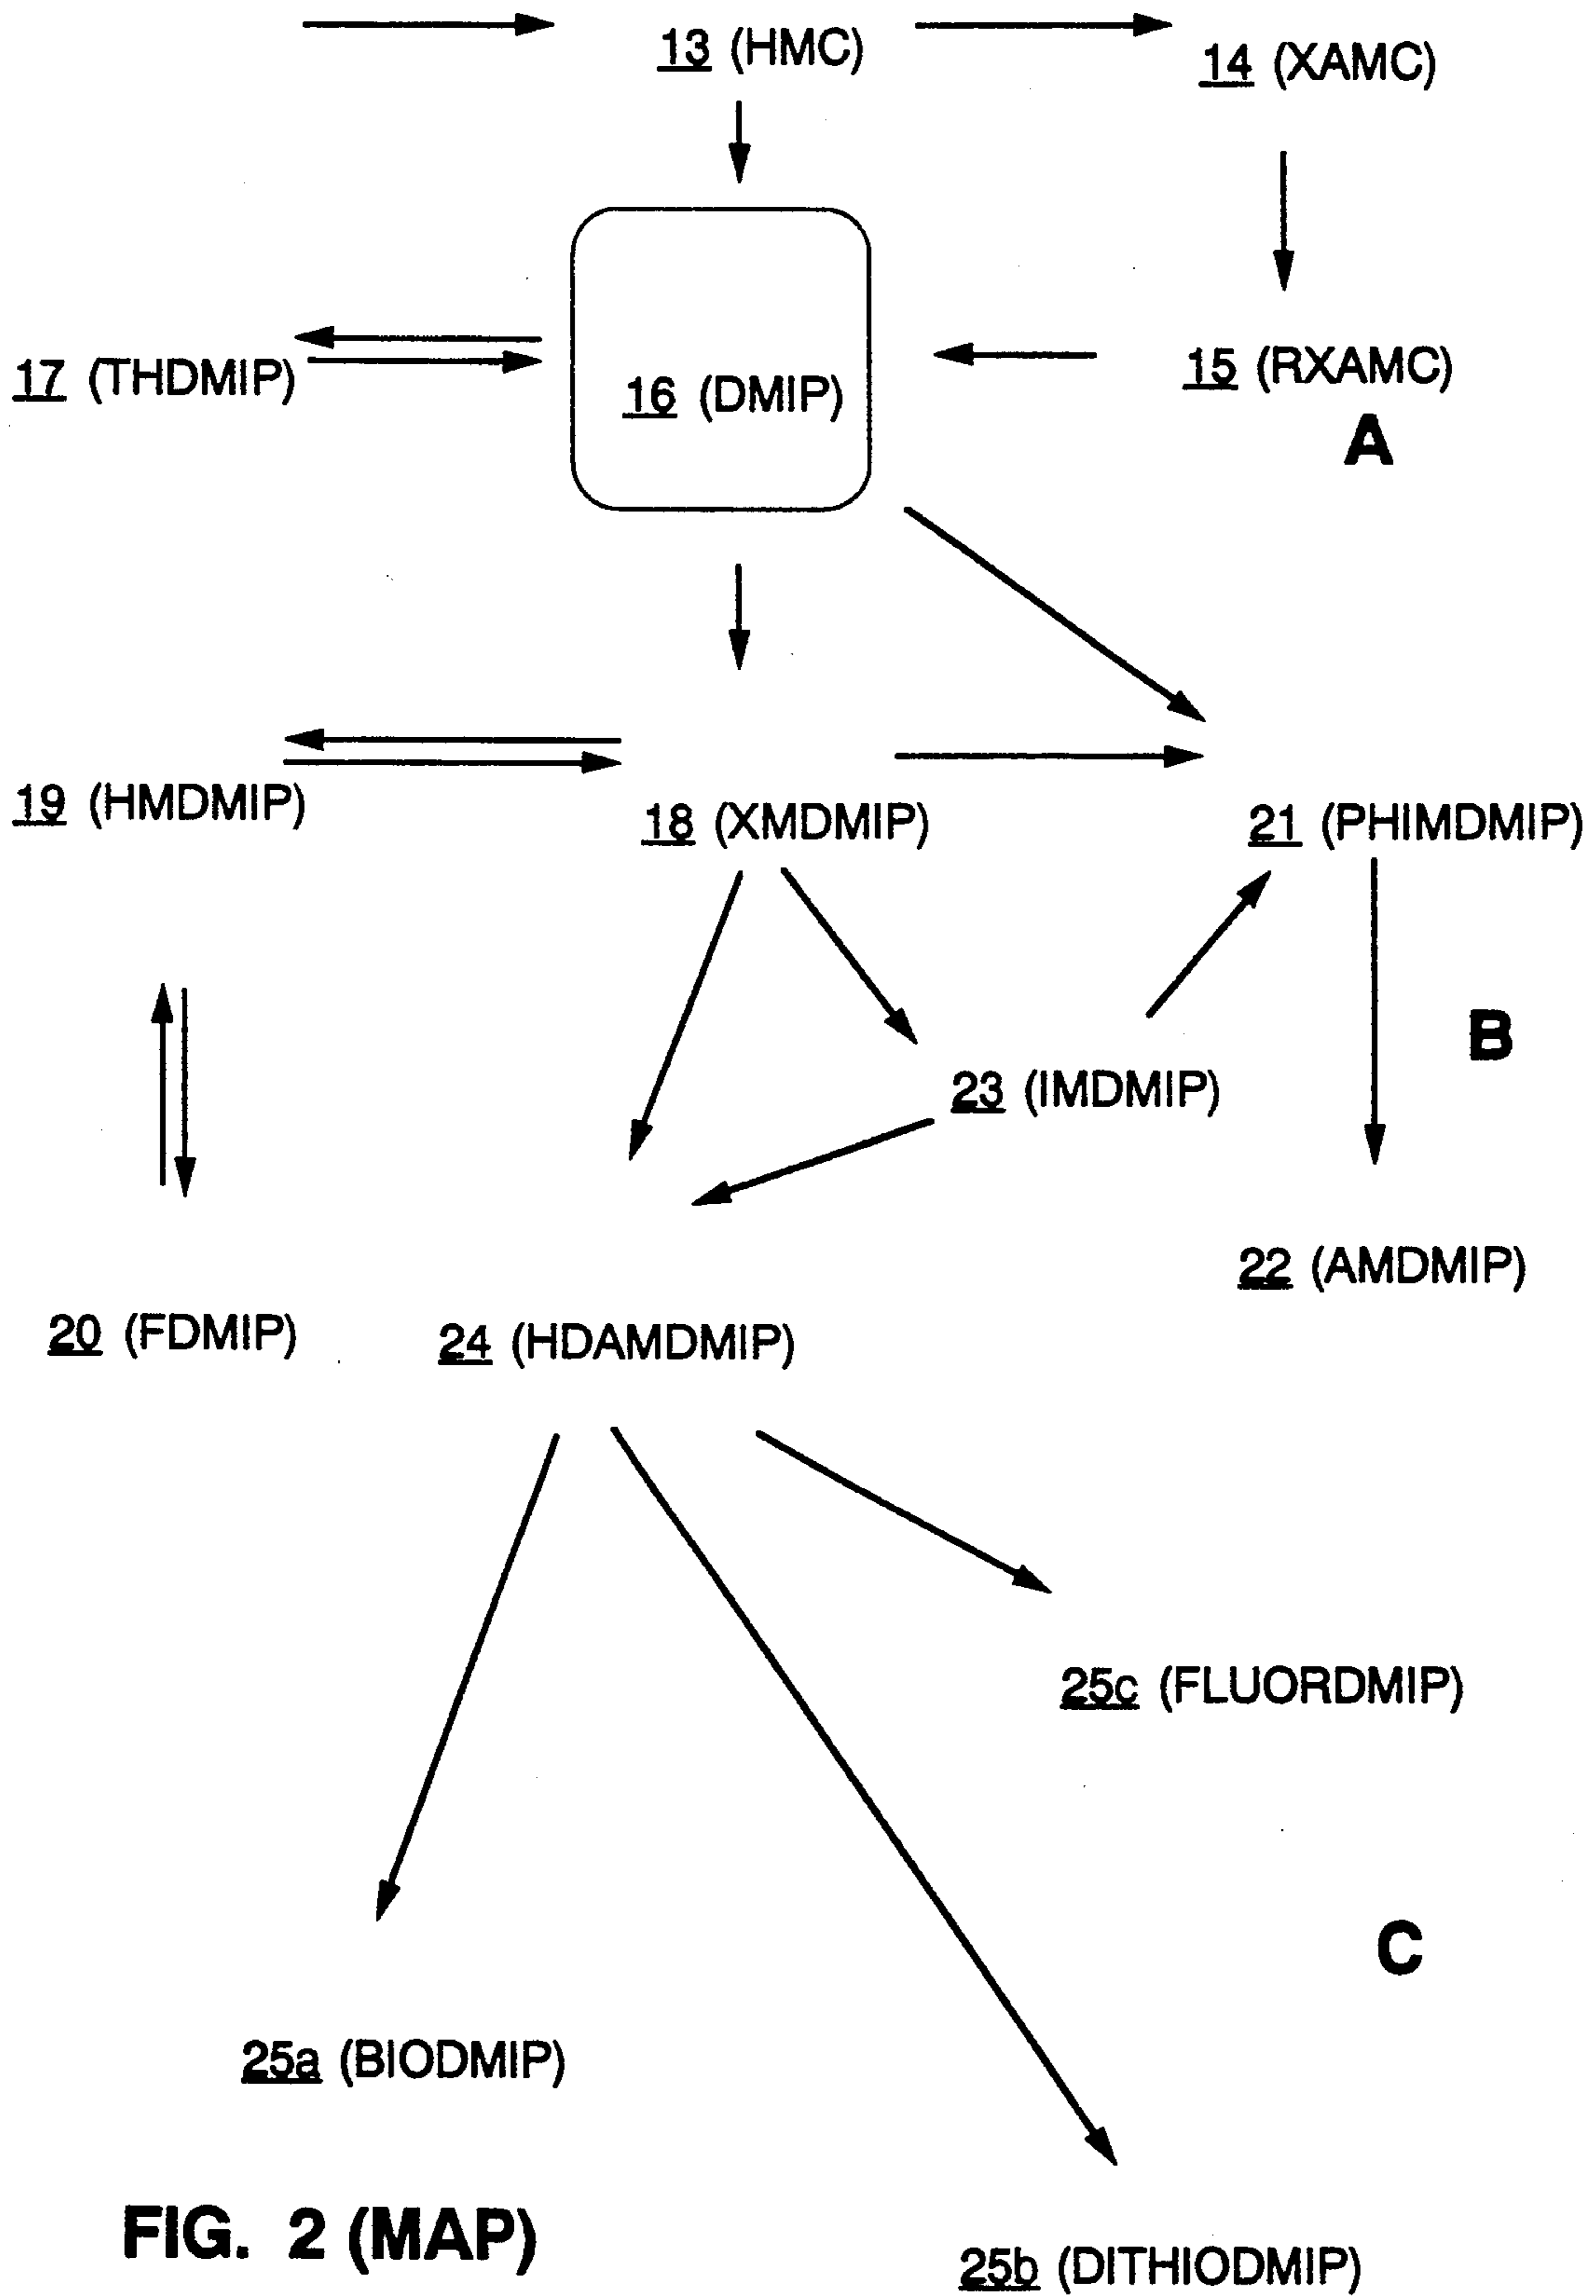 13 (HMC)
14 (XAMC)
17 (THDMIP)
16 (DMIP)
15 (RXAMC)
A
19 (HMDMIP)
18 (XMDMIP)
21 (PHIMDMIP)
B
23 (IMDMIP)
22 (AMDMIP)
20 (FDMIP)
24 (HDAMDMIP)
25c (FLUORDMIP)
C
25a (BIODMIP)
FIG. 2 (MAP)
25b (DITHIODMIP)